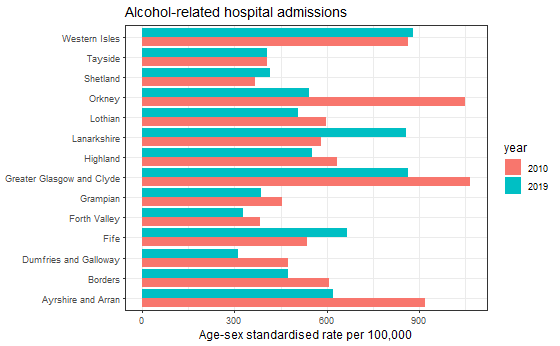 Alcohol-related hospital admissions
Western Isles
Tayside
Shetland
Orkney
Lothian
Lanarkshire
Highland
Greater Glasgow and Clyde
Grampian
Forth Valley
Fife
Dumfries and Galloway
Borders
Ayrshire and Arran
0 300 600 900
Age-sex standardised rate per 100,000
year
2010
2019